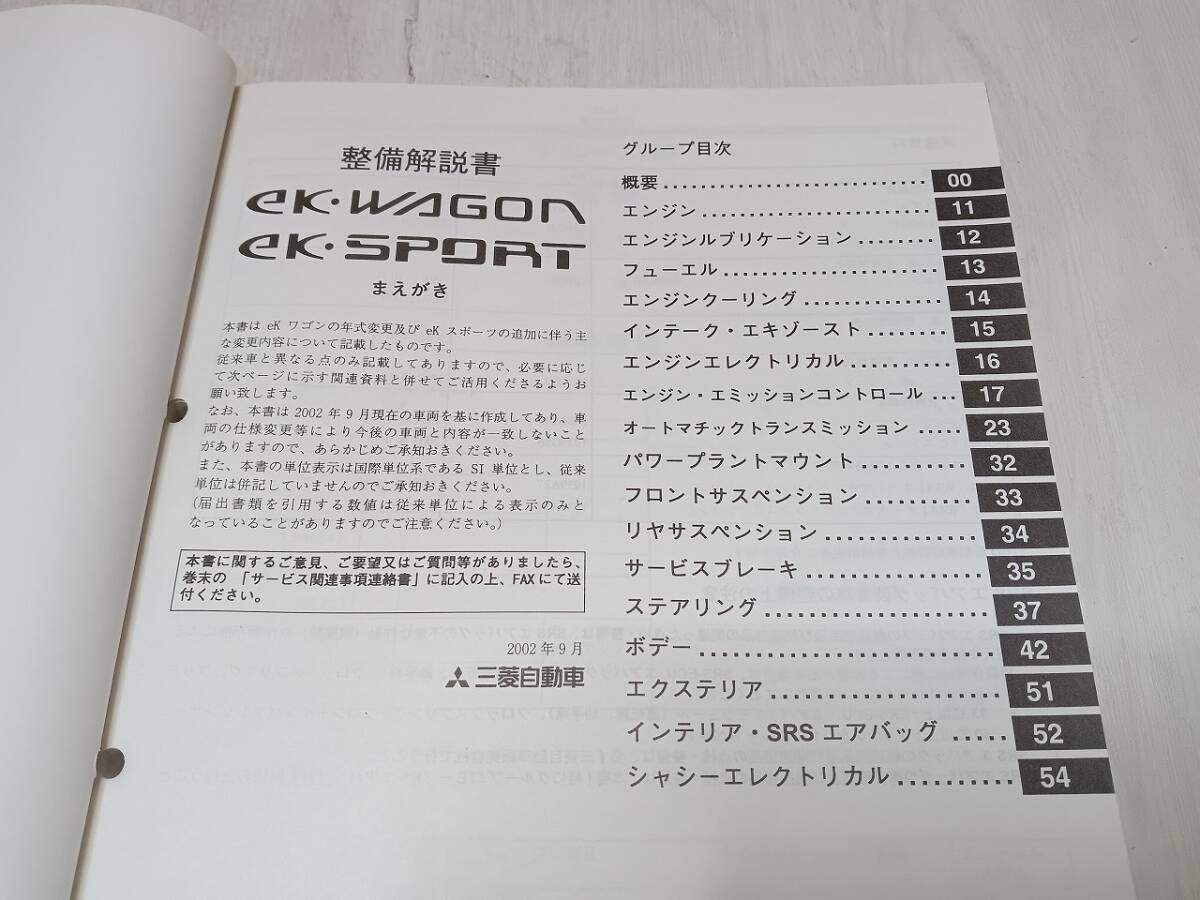 整備解説書
eK·WAGON
eK·SPORT
まえがき
本書は eK ワゴンの年式変更及び eK スポーツの追加に伴う主
な変更内容について記載したものです。
従来車と異なる点のみ記載してありますので、必要に応じ
て次ページに示す関連資料と併せてご活用くださるようお
願い致します。
なお、本書は 2002 年 9 月現在の車両を基に作成してあり、車
両の仕様変更等により今後の車両と内容が一致しないこと
がありますので、あらかじめご承知おきください。
また、本書の単位表示は国際単位系である SI 単位とし、従来
単位は併記していませんのでご承知おきください。
(届出書類を引用する数値は従来単位による表示のみと
なっていることがありますのでご注意ください。)
本書に関するご意見、ご要望又はご質問等がありましたら、
巻末の 「サービス関連事項連絡書」に記入の上、FAX にて送
付ください。
2002 年 9 月
三菱自動車
グループ目次
概要 .............................. 00
エンジン .......................... 11
エンジンルブリケーション ........ 12
フューエル ........................ 13
エンジンクーリング .............. 14
インテーク・エキゾースト ........ 15
エンジンエレクトリカル .......... 16
エンジン・エミッションコントロール ... 17
オートマチックトランスミッション ..... 23
パワープラントマウント .......... 32
フロントサスペンション .......... 33
リヤサスペンション .............. 34
サービスブレーキ ................ 35
ステアリング .................... 37
ボデー .......................... 42
エクステリア .................... 51
インテリア・SRS エアバッグ ..... 52
シャシーエレクトリカル .......... 54